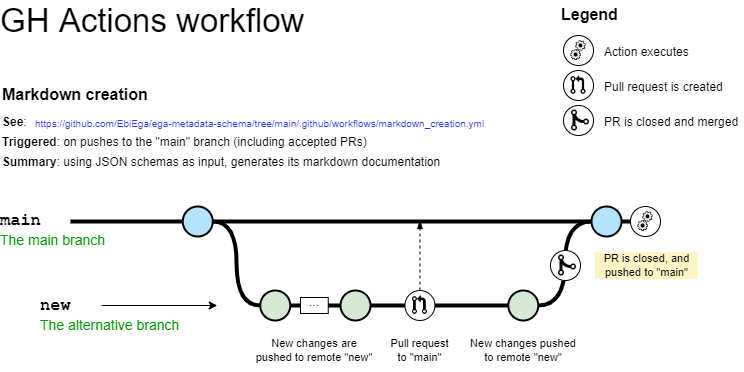 GH Actions workflow
Legend
Action executes
Pull request is created
PR is closed and merged
Markdown creation
See: https://github.com/EbiEga/ega-metadata-schema/tree/main/.github/workflows/markdown_creation.yml
Triggered: on pushes to the "main" branch (including accepted PRs)
Summary: using JSON schemas as input, generates its markdown documentation
main
The main branch
PR is closed, and
pushed to "main"
new
The alternative branch
...
New changes are
pushed to remote "new"
Pull request
to "main"
New changes pushed
to remote "new"